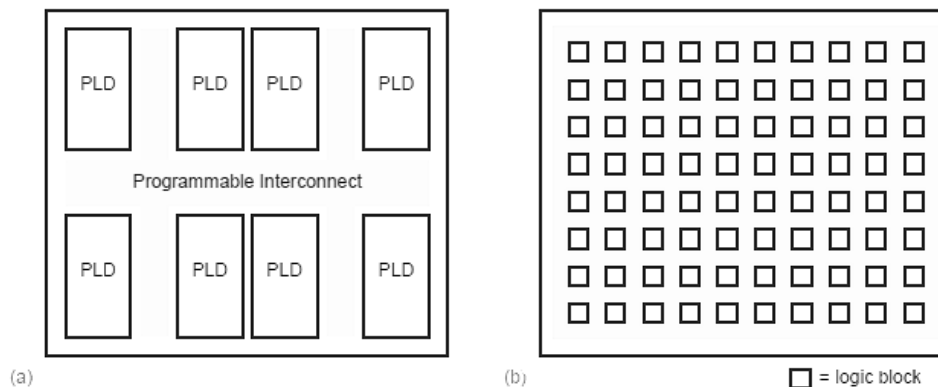 PLD PLD PLD PLD
Programmable Interconnect
PLD PLD PLD PLD
(a)
(b)
= logic block